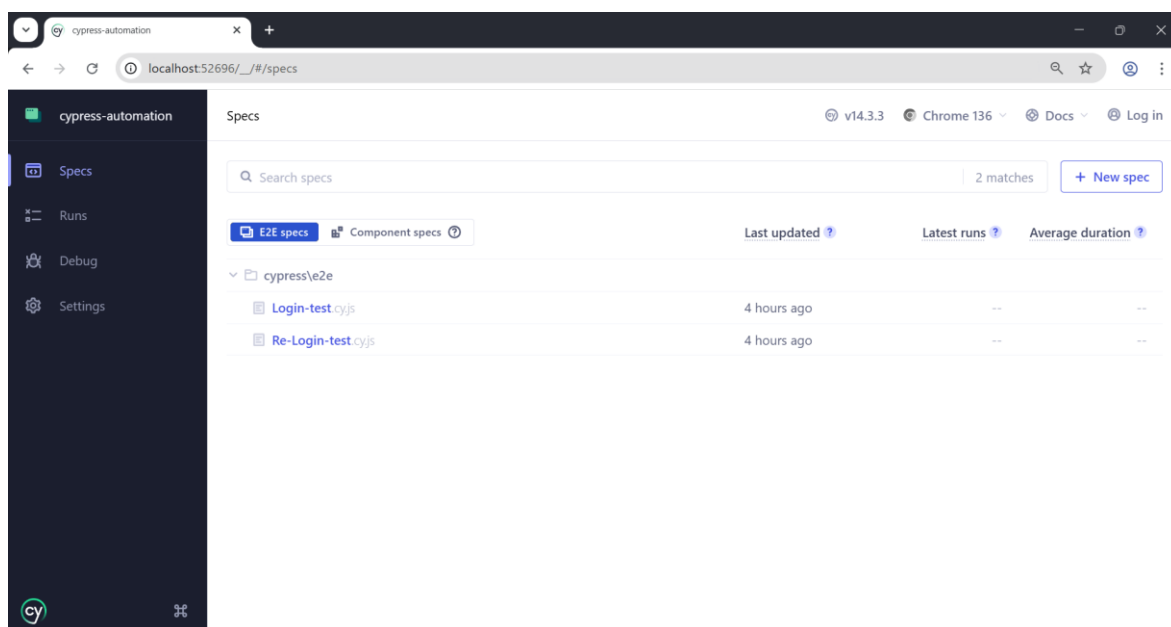 cy cypress-automation
localhost:52696/__/#/specs
cypress-automation
Specs
v14.3.3 Chrome 136 Docs Log in
Specs
Runs
Debug
Settings
Search specs 2 matches + New spec
E2E specs Component specs ? Last updated ? Latest runs ? Average duration ?
cypress\e2e
Login-test.cy.js 4 hours ago -- --
Re-Login-test.cy.js 4 hours ago -- --
cy